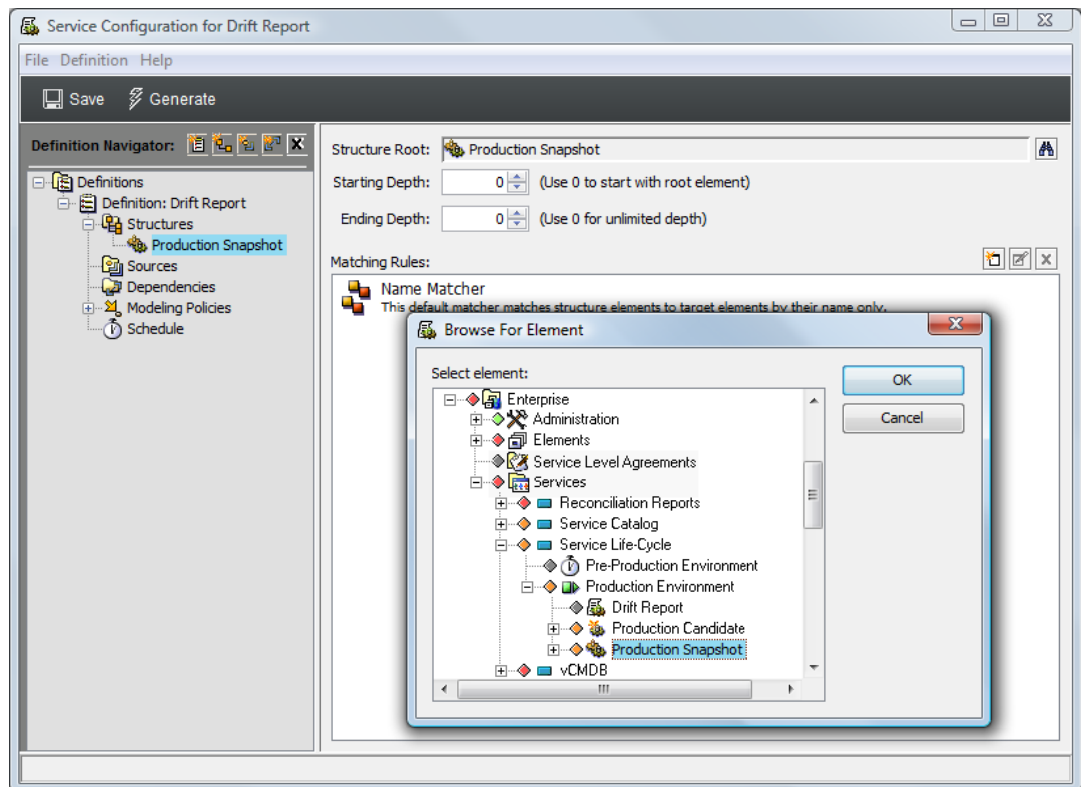 Service Configuration for Drift Report
File Definition Help
Save Generate
Definition Navigator:
Definitions
Definition: Drift Report
Structures
Production Snapshot
Sources
Dependencies
Modeling Policies
Schedule
Structure Root: Production Snapshot
Starting Depth: 0 (Use 0 to start with root element)
Ending Depth: 0 (Use 0 for unlimited depth)
Matching Rules:
Name Matcher
This default matcher matches structure elements to target elements by their name only.
Browse For Element
Select element:
Enterprise
Administration
Elements
Service Level Agreements
Services
Reconciliation Reports
Service Catalog
Service Life-Cycle
Pre-Production Environment
Production Environment
Drift Report
Production Candidate
Production Snapshot
vCMDB
OK
Cancel